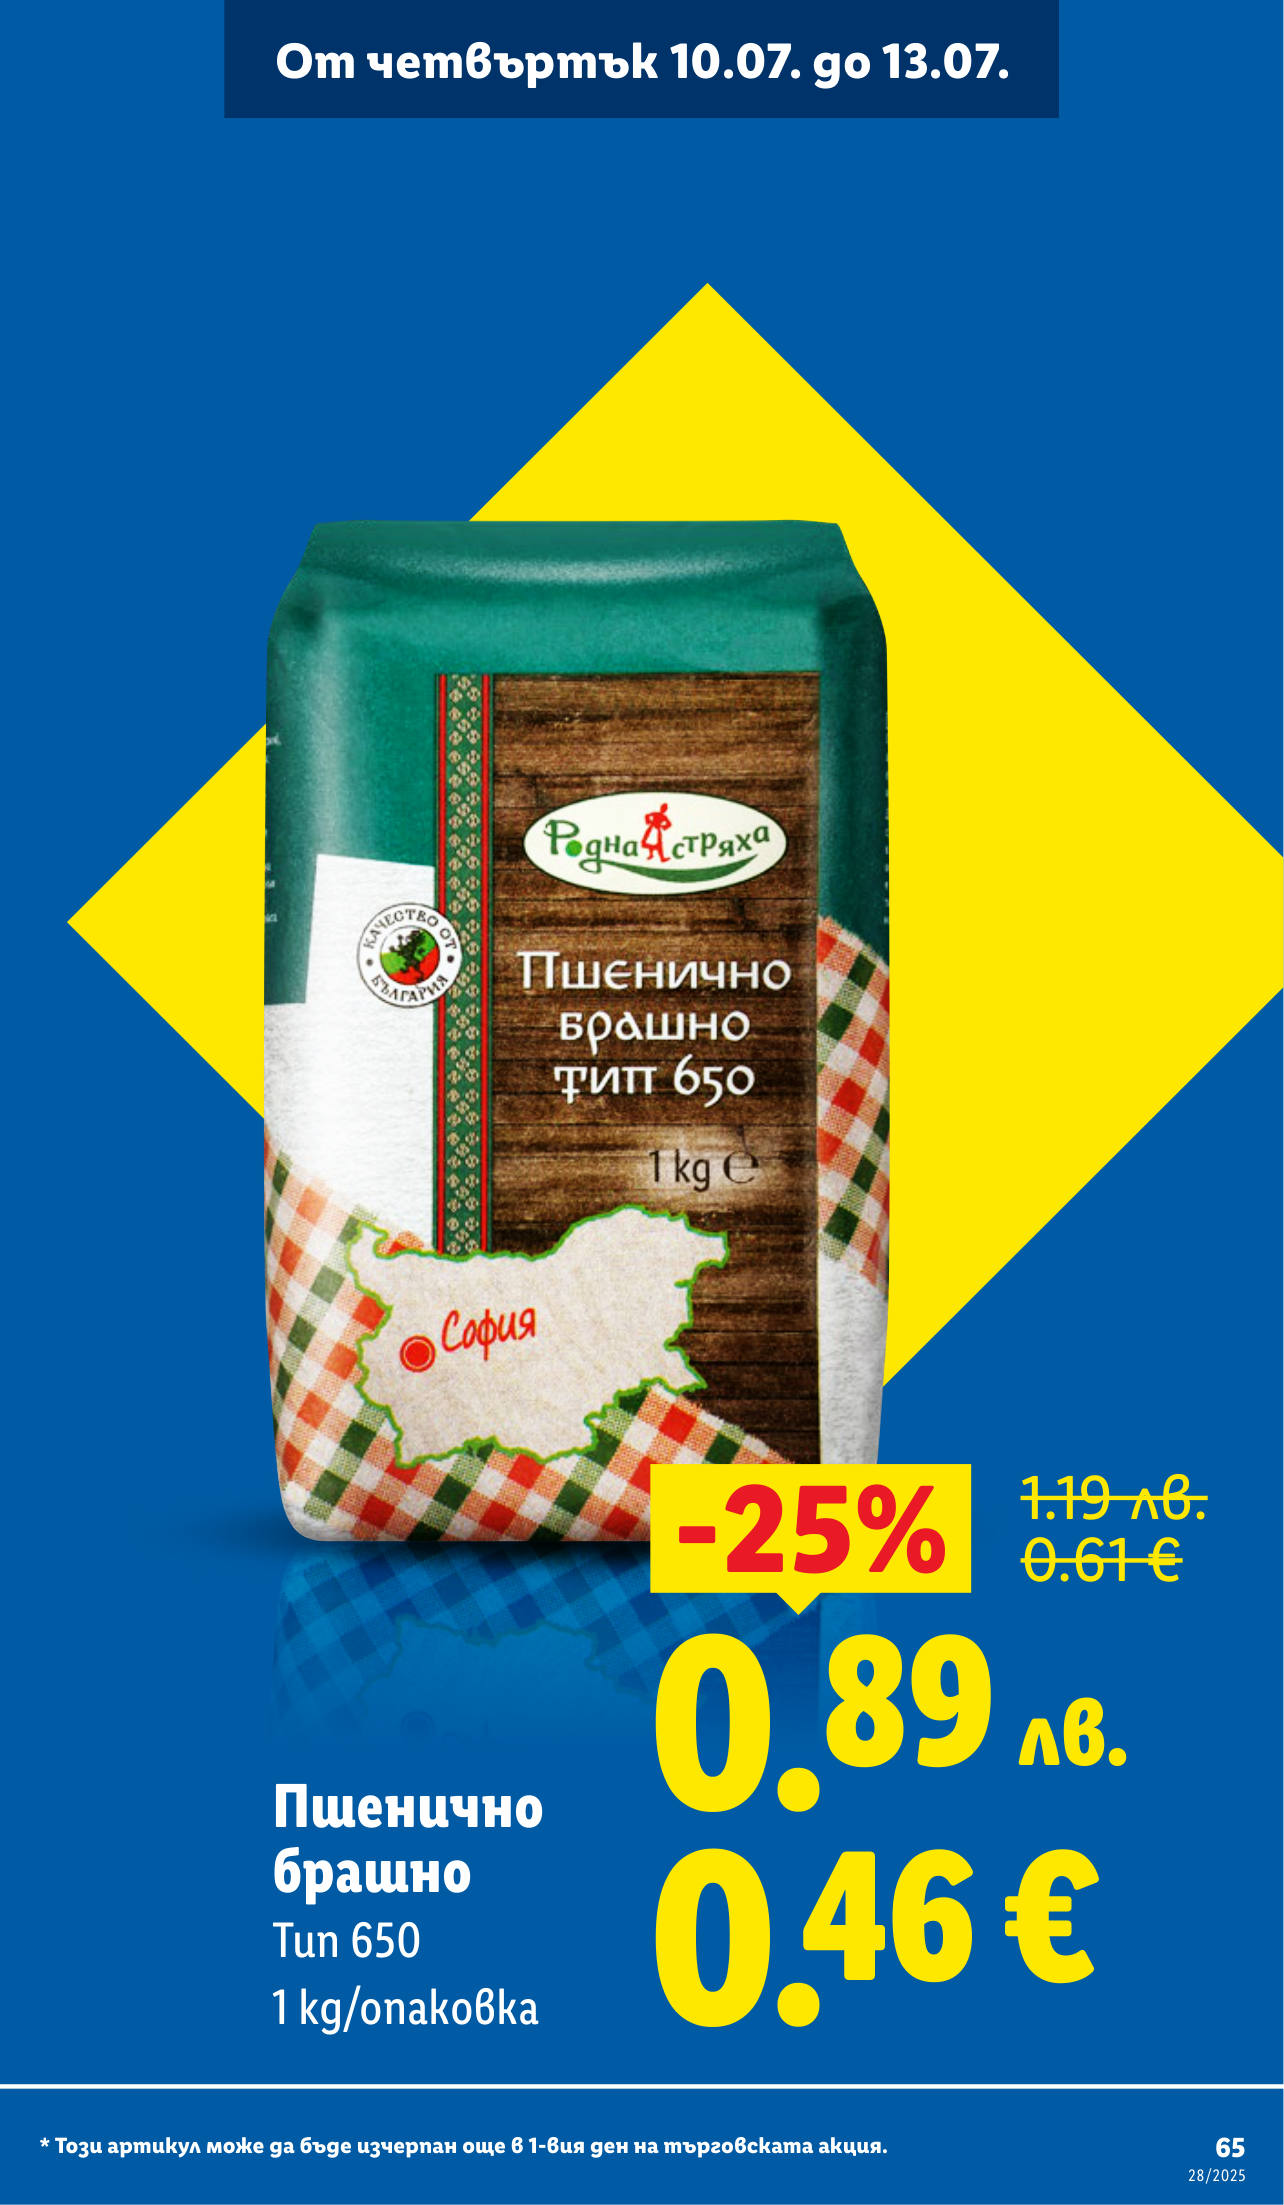 От четвъртък 10.07. до 13.07.
Родна стряха
КАЧЕСТВО ОТ
БЪЛГАРИЯ
Пшенично
брашно
тип 650
1 kg ℮
София
-25%
1.19 лв.
0.61 €
0.89 лв.
0.46 €
Пшенично
брашно
Тип 650
1 kg/опаковка
* Този артикул може да бъде изчерпан още в 1-вия ден на търговската акция.
65
28/2025